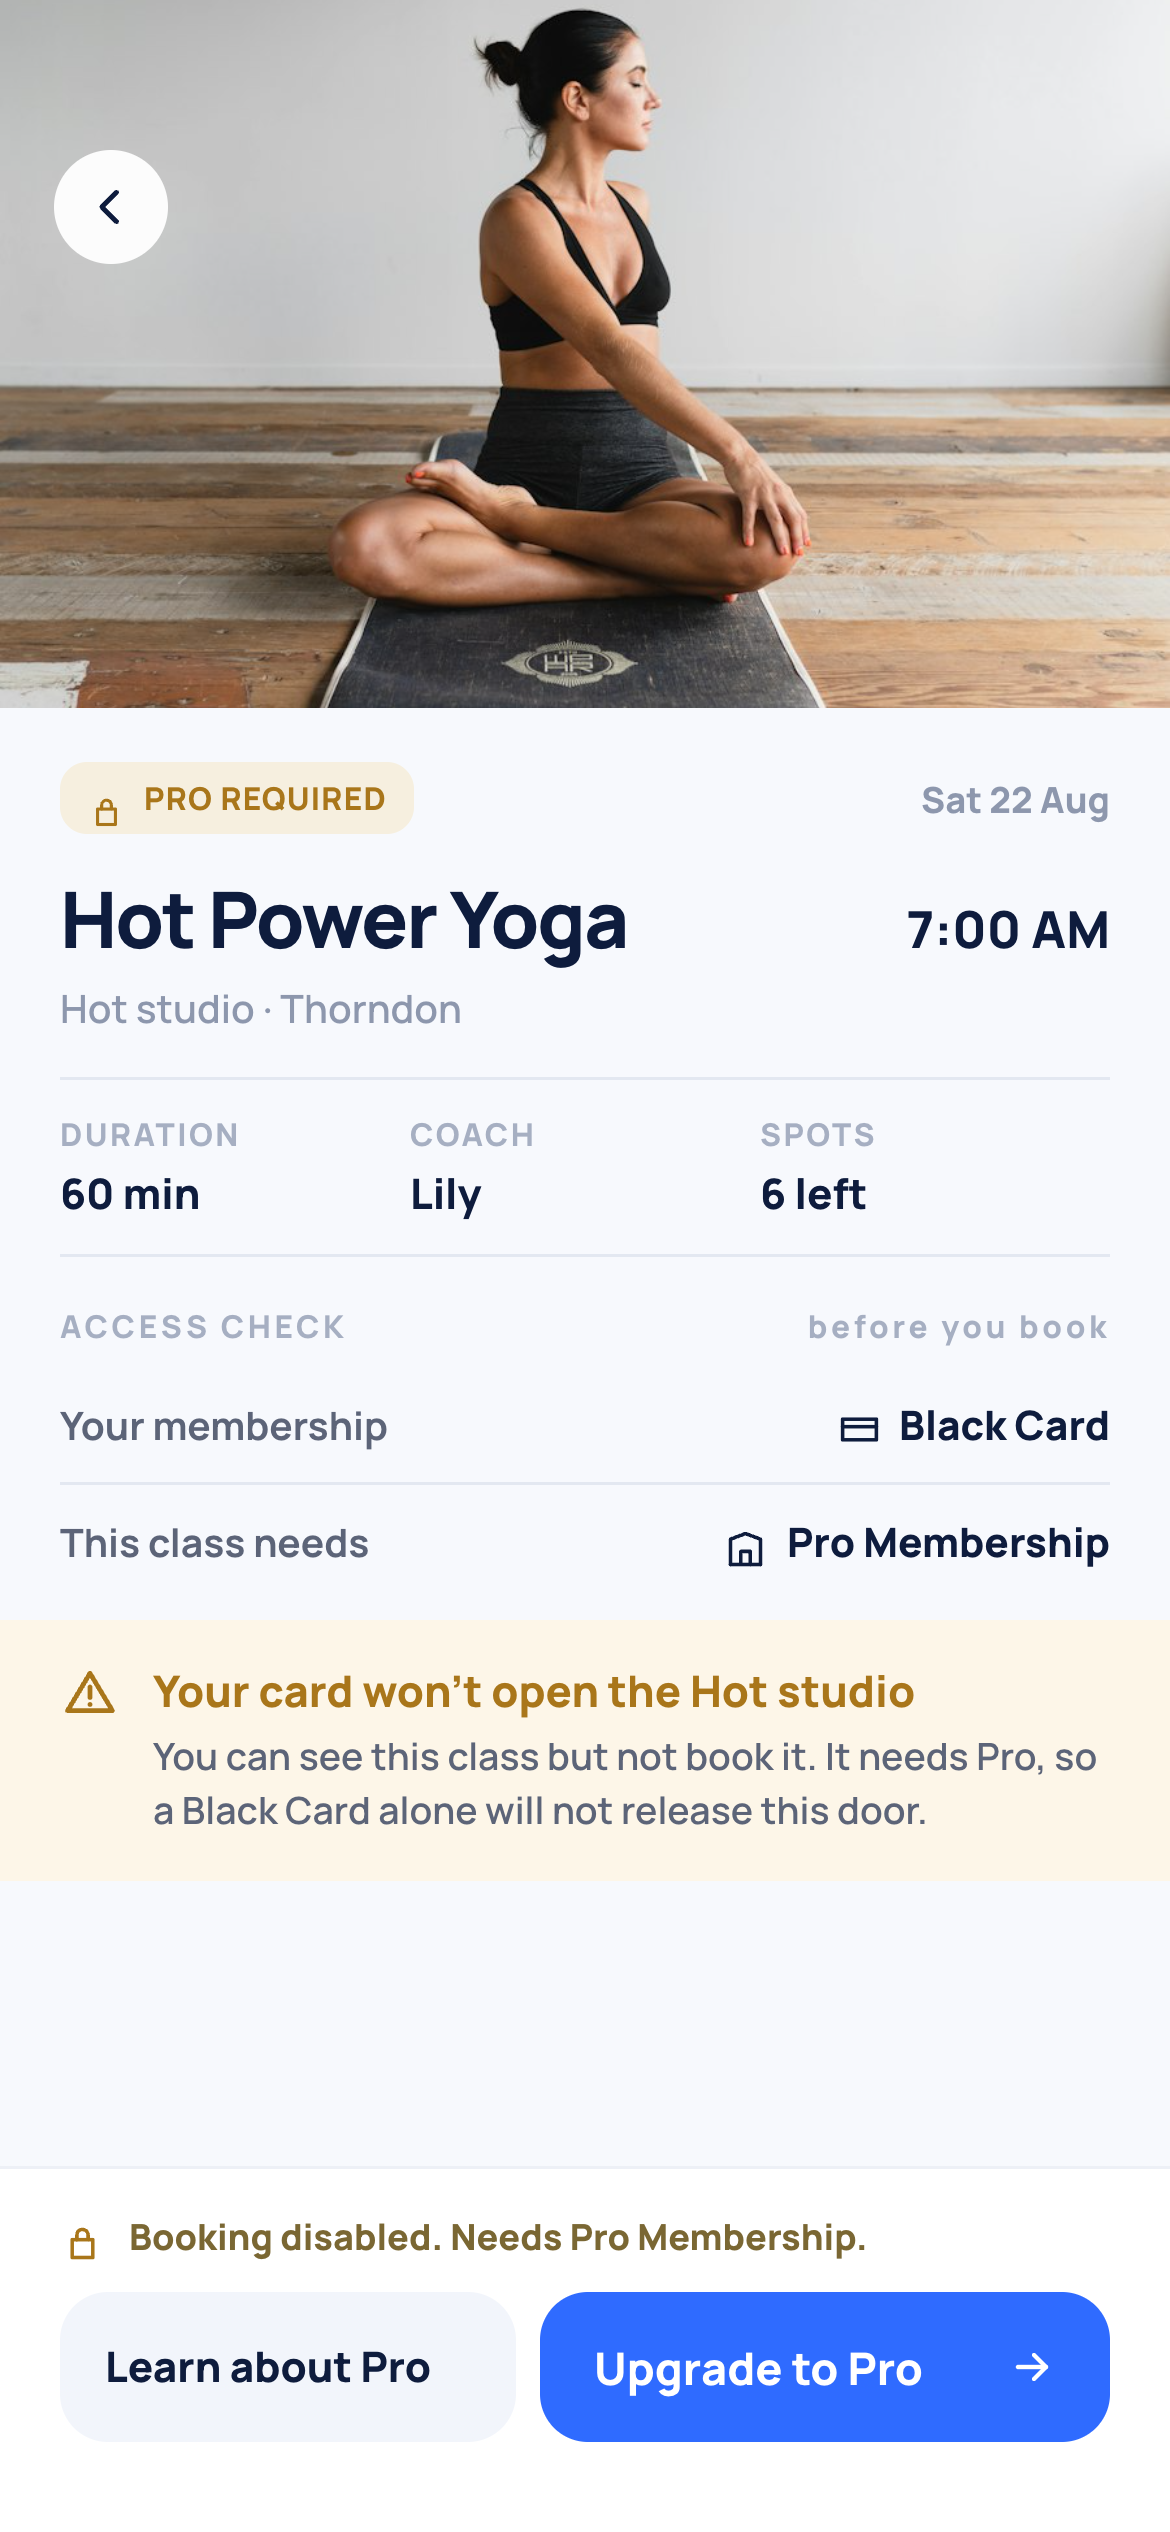 PRO REQUIRED
Sat 22 Aug
Hot Power Yoga
7:00 AM
Hot studio · Thorndon
DURATION
COACH
SPOTS
60 min
Lily
6 left
ACCESS CHECK
before you book
Your membership
Black Card
This class needs
Pro Membership
Your card won’t open the Hot studio
You can see this class but not book it. It needs Pro, so
a Black Card alone will not release this door.
Booking disabled. Needs Pro Membership.
Learn about Pro
Upgrade to Pro